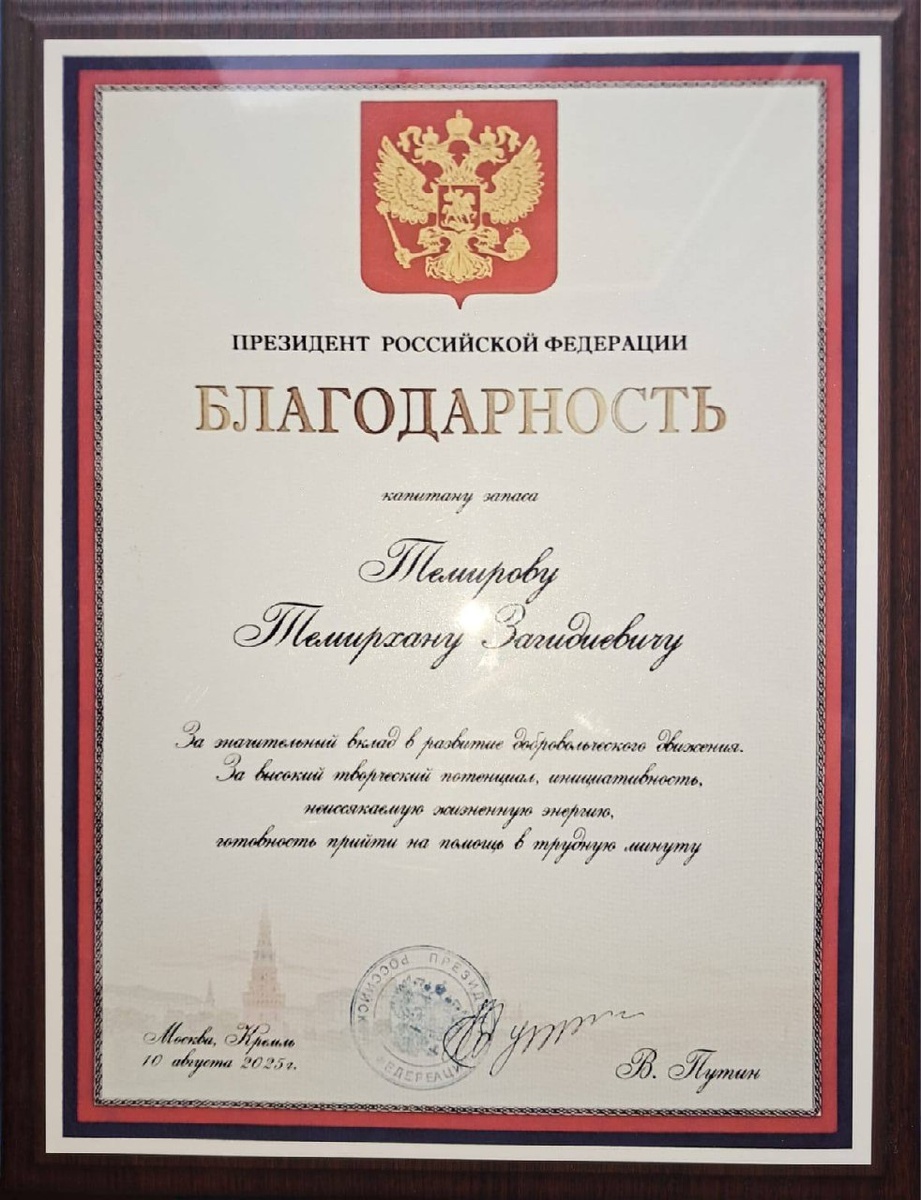 ПРЕЗИДЕНТ РОССИЙСКОЙ ФЕДЕРАЦИИ
БЛАГОДАРНОСТЬ
капитану запаса
Темирову
Темирхану Загидиевичу
За значительный вклад в развитие добровольческого движения.
За высокий творческий потенциал, инициативность,
неиссякаемую жизненную энергию,
готовность прийти на помощь в трудную минуту
Москва, Кремль
10 августа 2025г.
В. Путин